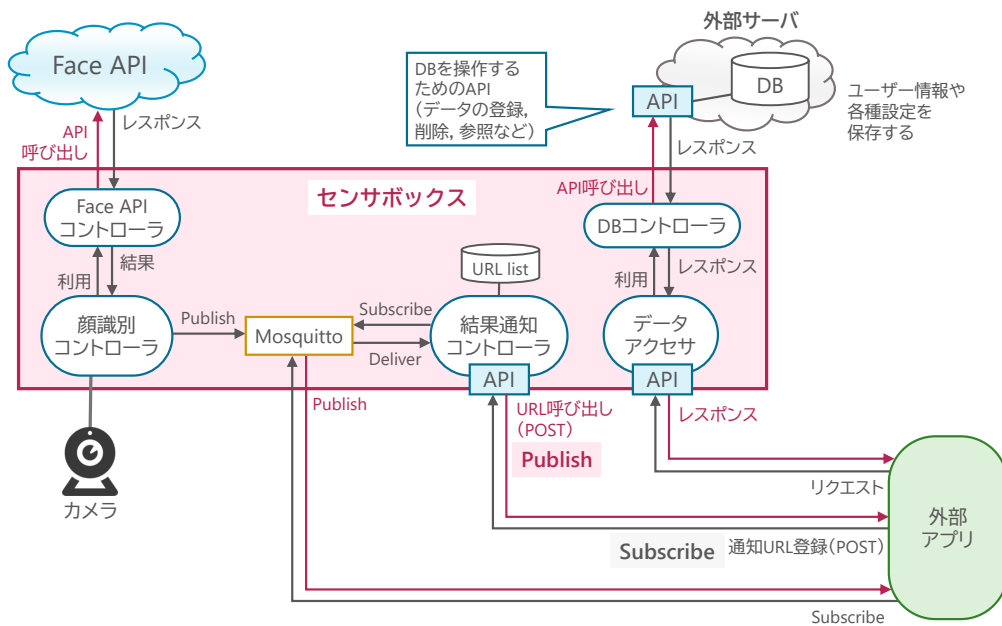 外部サーバ
Face API
DBを操作する
ためのAPI
(データの登録,
削除, 参照など)
API
DB
ユーザー情報や
各種設定を
保存する
API
呼び出し
レスポンス
レスポンス
API呼び出し
センサボックス
Face API
コントローラ
DBコントローラ
利用
結果
URL list
利用
レスポンス
顔識別
コントローラ
Publish
Mosquitto
Subscribe
Deliver
結果通知
コントローラ
データ
アクセサ
API
API
Publish
URL呼び出し
(POST)
Publish
レスポンス
リクエスト
カメラ
外部
アプリ
Subscribe
通知URL登録(POST)
Subscribe